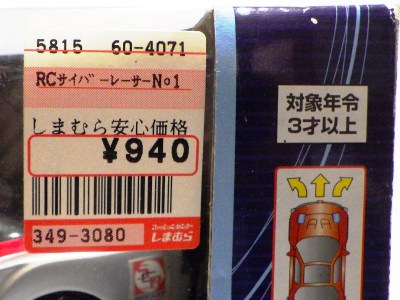 5815 60-4071
RCサイバーレーサーNo1
しまむら安心価格
¥940
349-3080
しまむら
対象年令
3才以上